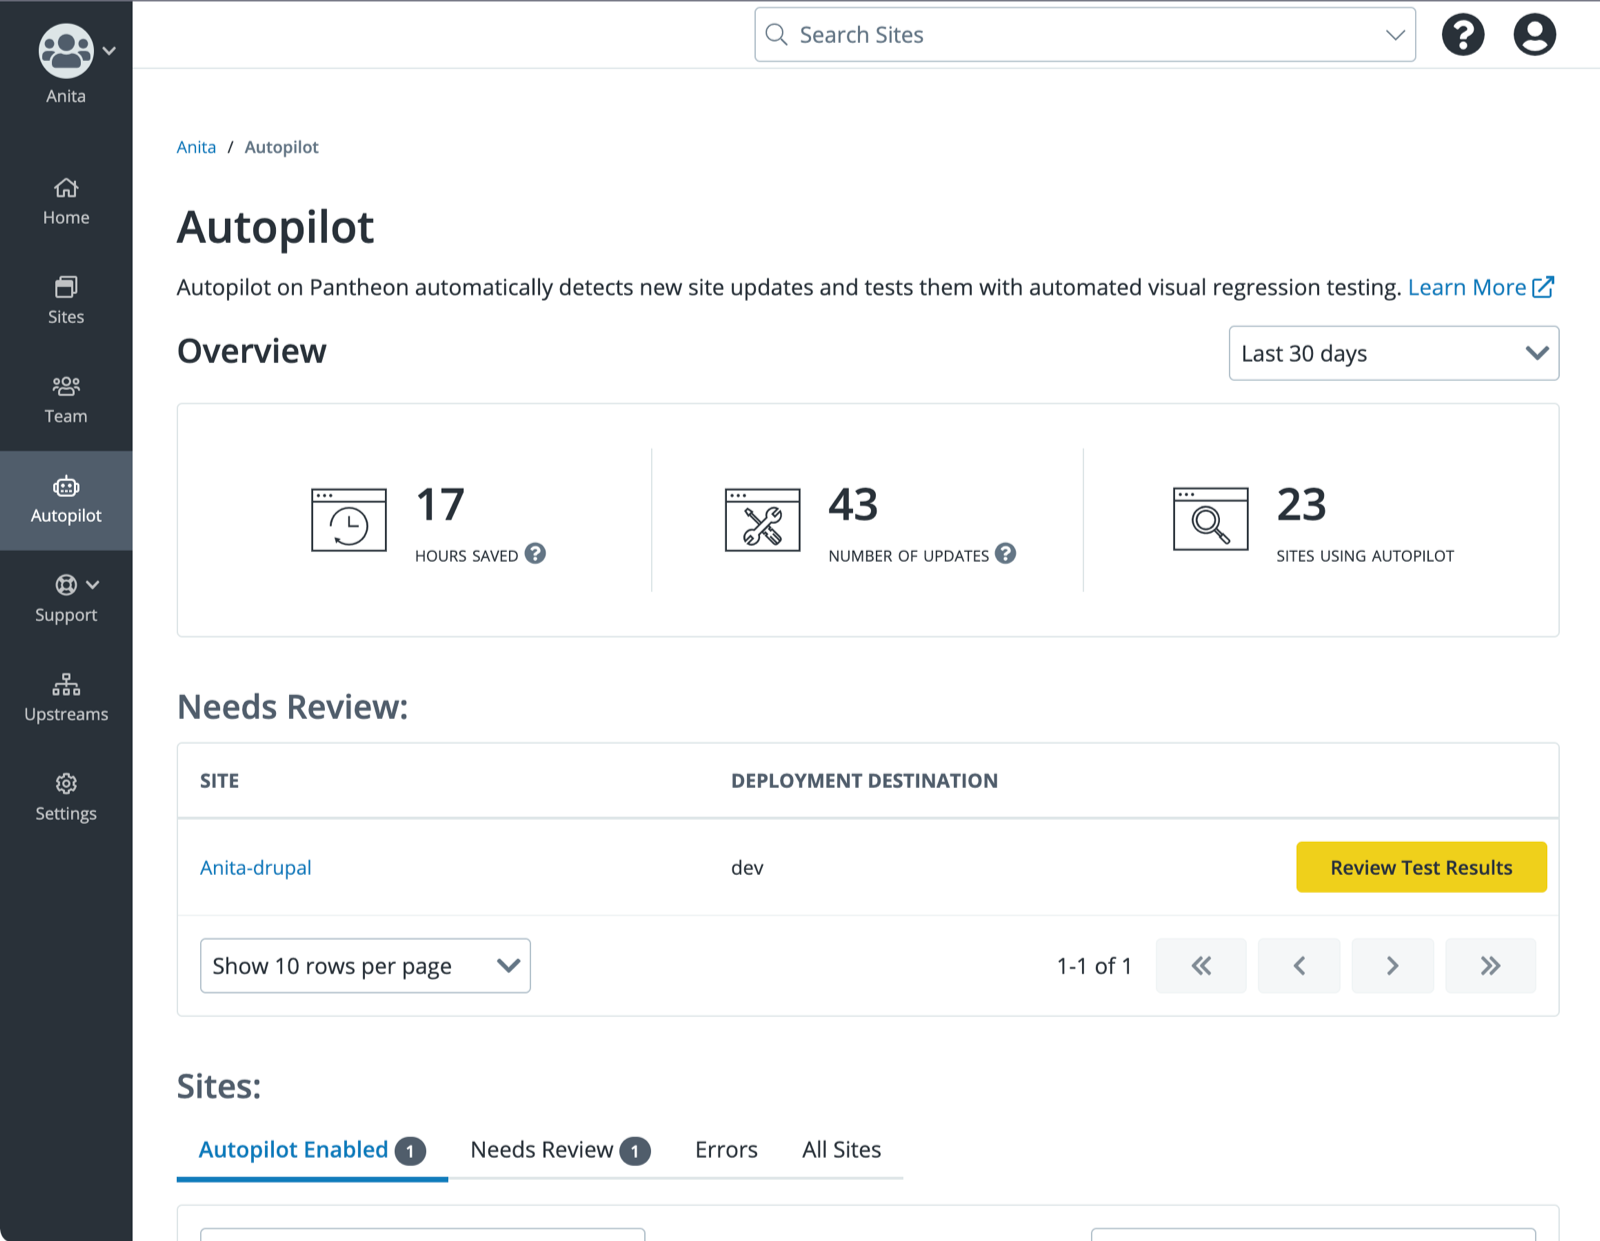 Anita
Search Sites
Home
Sites
Team
Autopilot
Support
Upstreams
Settings
Anita / Autopilot
Autopilot
Autopilot on Pantheon automatically detects new site updates and tests them with automated visual regression testing. Learn More
Overview
Last 30 days
17
HOURS SAVED ?
43
NUMBER OF UPDATES ?
23
SITES USING AUTOPILOT
Needs Review:
SITE DEPLOYMENT DESTINATION
Anita-drupal dev Review Test Results
Show 10 rows per page 1-1 of 1
Sites:
Autopilot Enabled 1 Needs Review 1 Errors All Sites